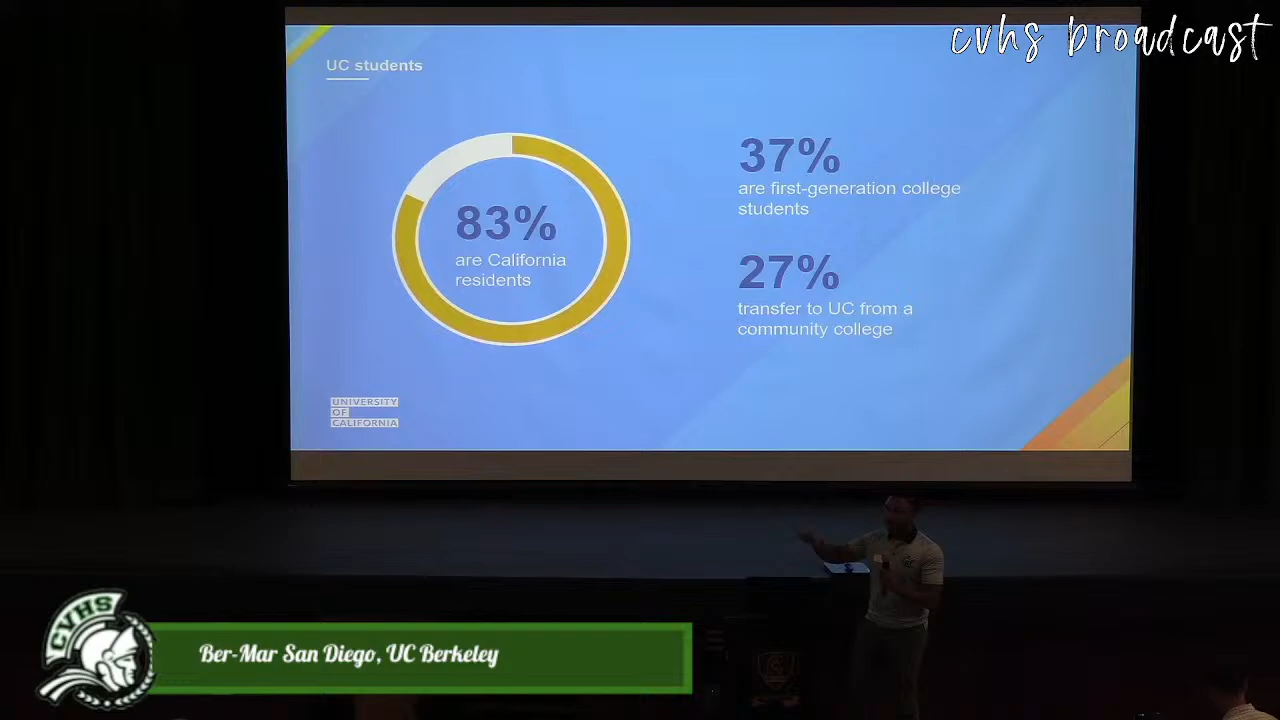 cvhs broadcast
UC students
83%
are California
residents
37%
are first-generation college
students
27%
transfer to UC from a
community college
UNIVERSITY
OF
CALIFORNIA
CVHS
Ber-Mar San Diego, UC Berkeley